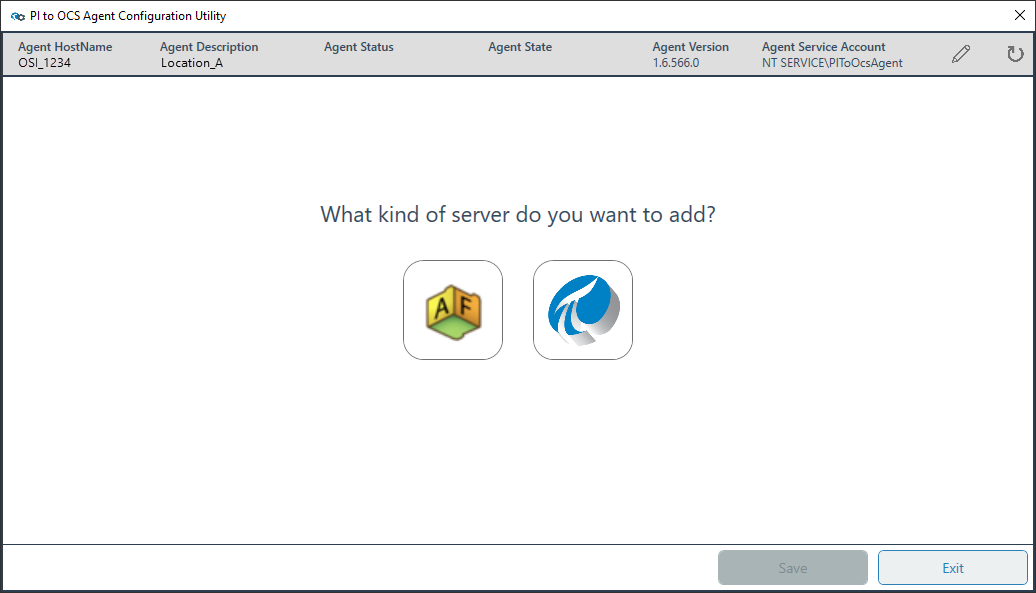 PI to OCS Agent Configuration Utility
Agent HostName Agent Description Agent Status Agent State Agent Version Agent Service Account
OSI_1234 Location_A 1.6.566.0 NT SERVICE\PIToOcsAgent
What kind of server do you want to add?
AF
Save Exit